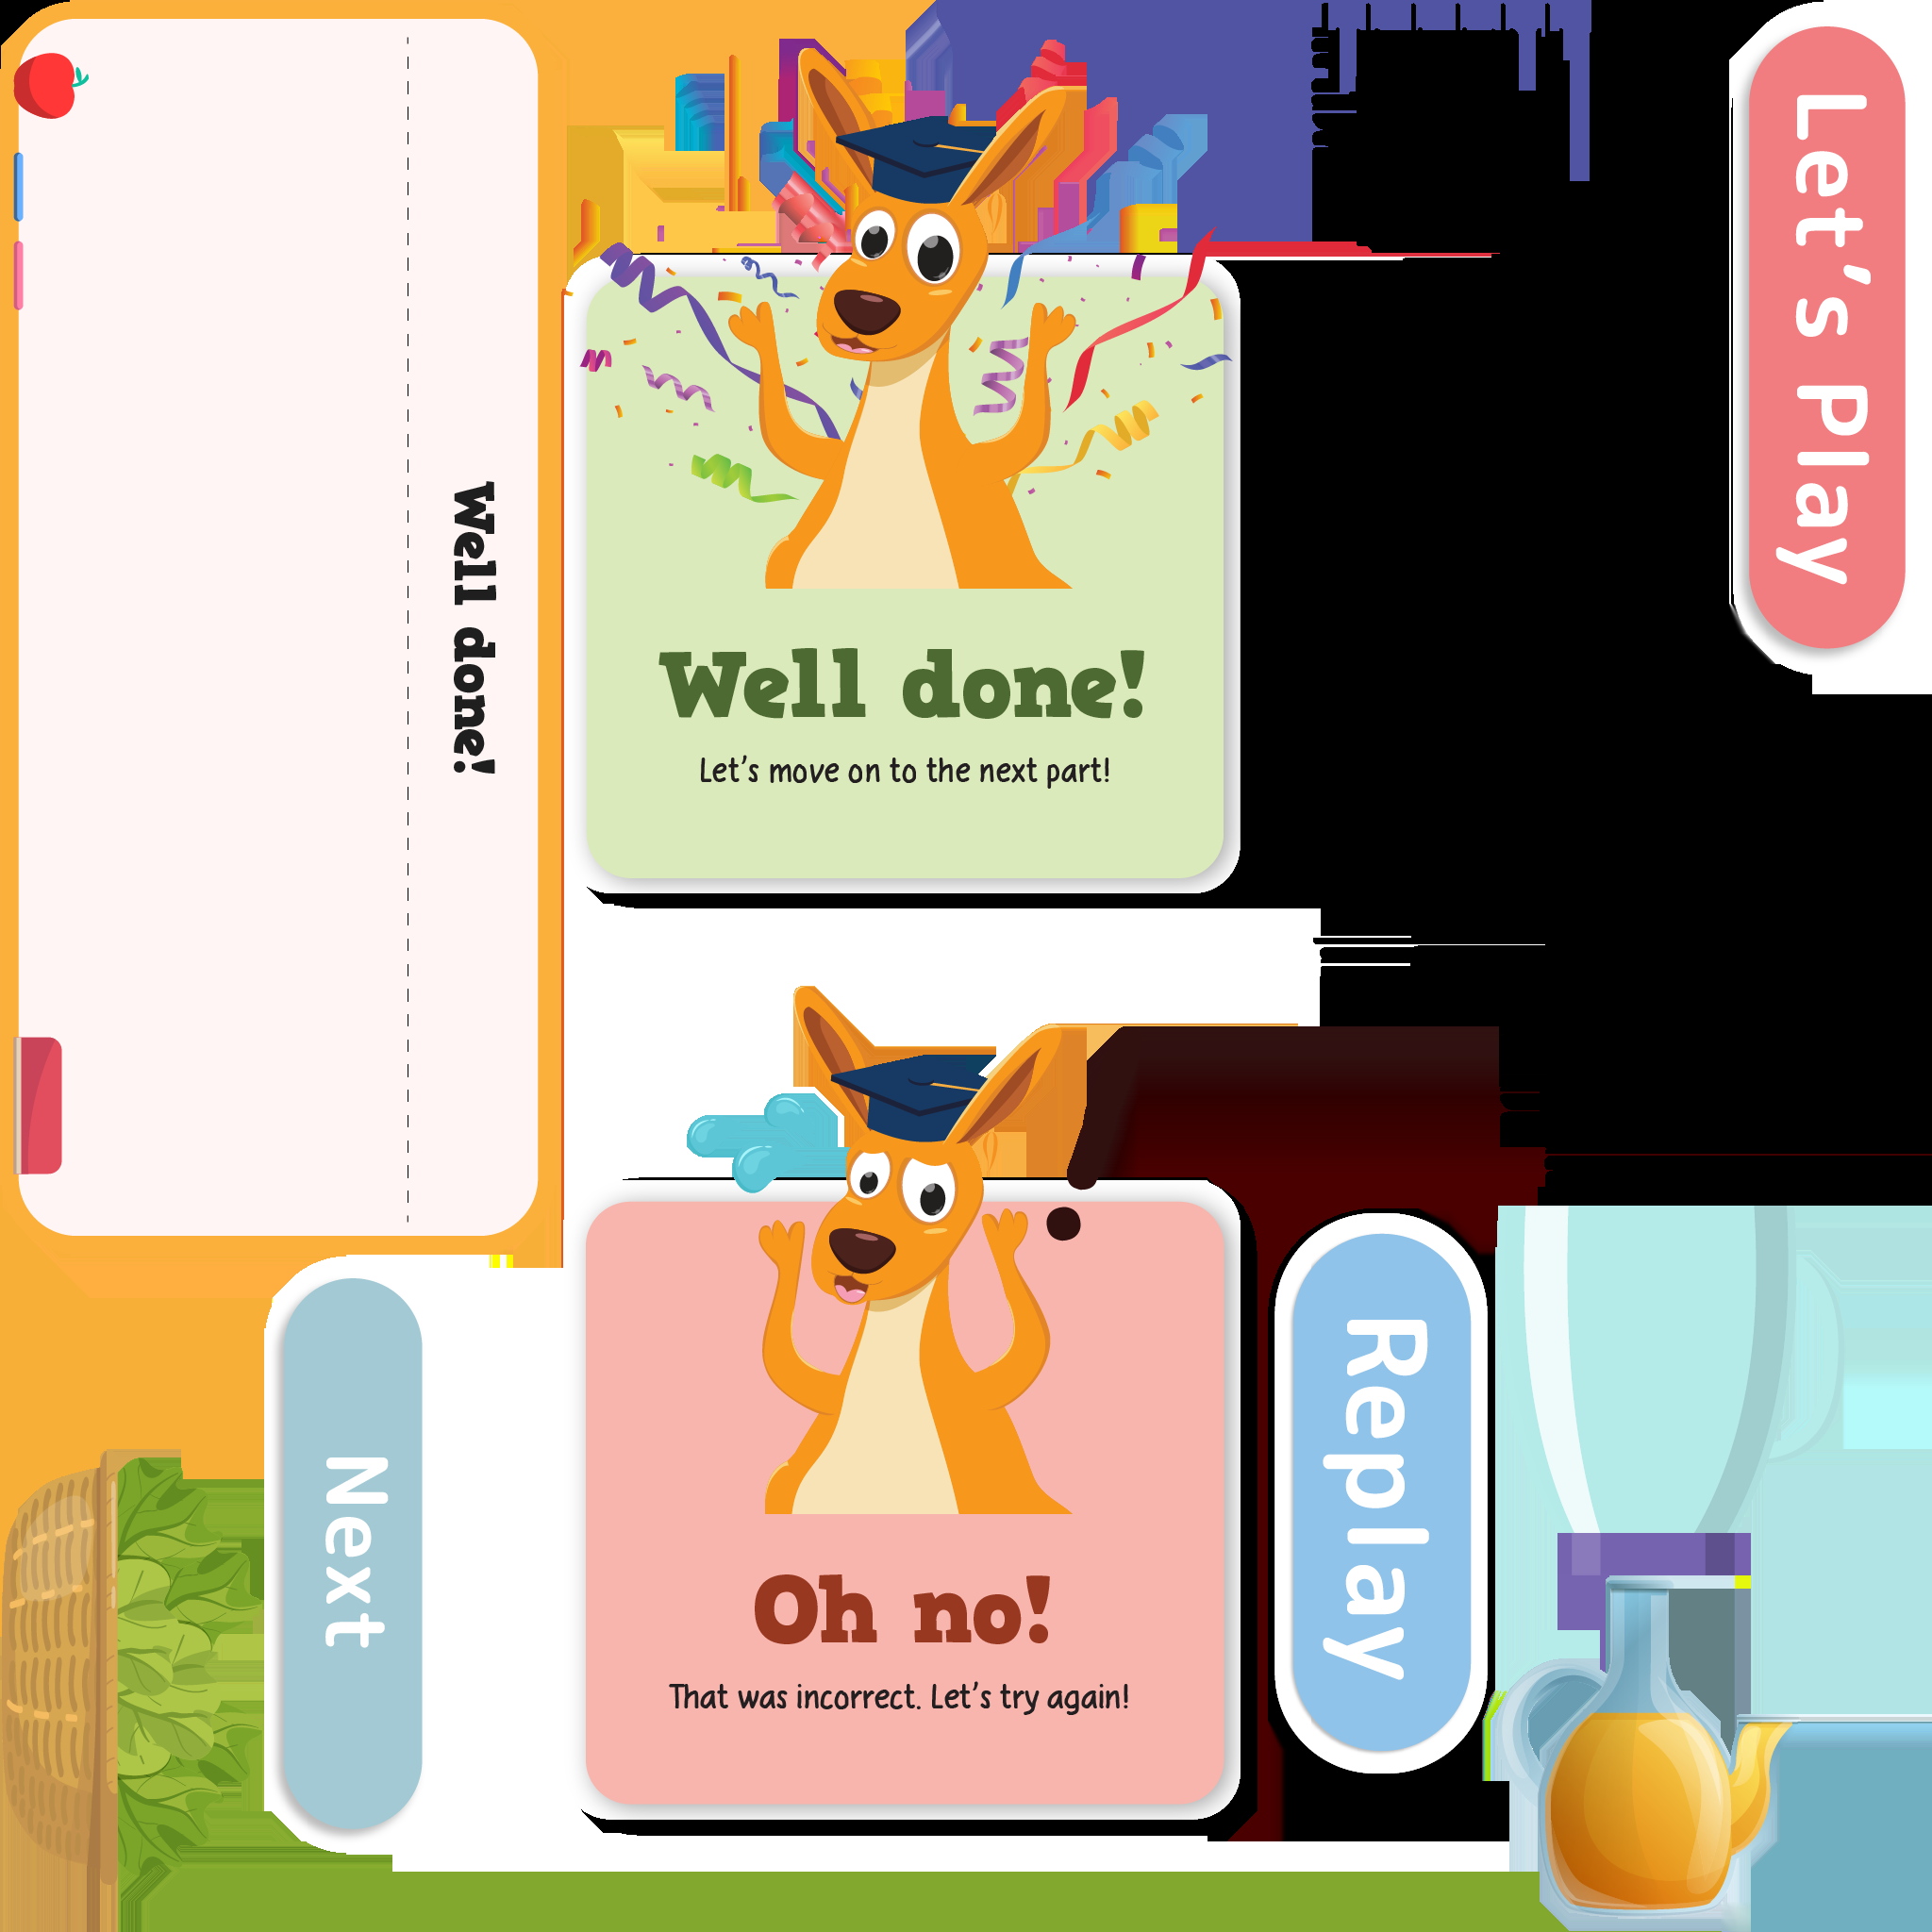 Well done!
Well done!
Let's move on to the next part!
Let's Play
Next
Oh no!
That was incorrect. Let's try again!
Replay